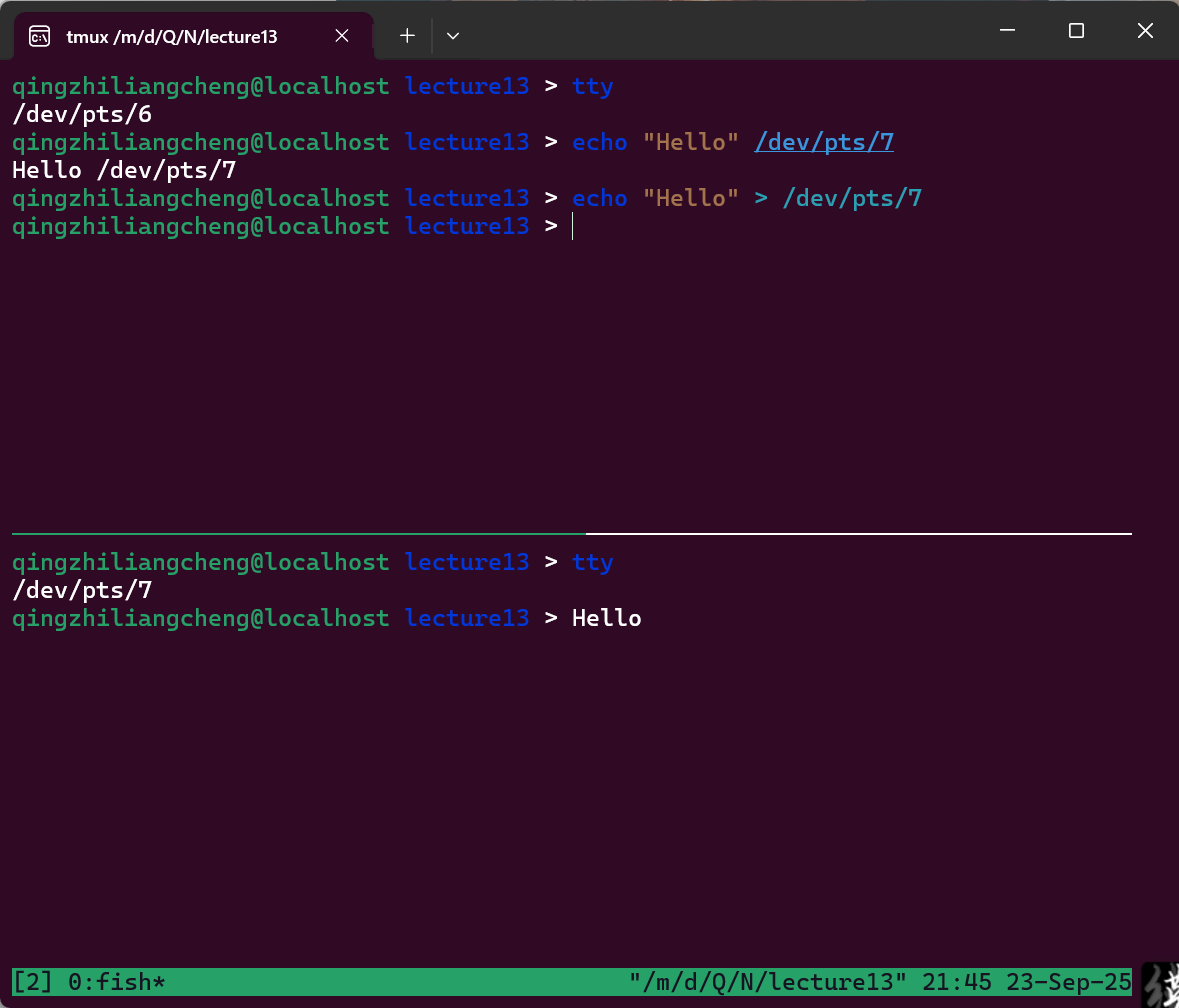 tmux /m/d/Q/N/lecture13
qingzhiliangcheng@localhost lecture13 > tty
/dev/pts/6
qingzhiliangcheng@localhost lecture13 > echo "Hello" /dev/pts/7
Hello /dev/pts/7
qingzhiliangcheng@localhost lecture13 > echo "Hello" > /dev/pts/7
qingzhiliangcheng@localhost lecture13 >
qingzhiliangcheng@localhost lecture13 > tty
/dev/pts/7
qingzhiliangcheng@localhost lecture13 > Hello
[2] 0:fish* "/m/d/Q/N/lecture13" 21:45 23-Sep-25